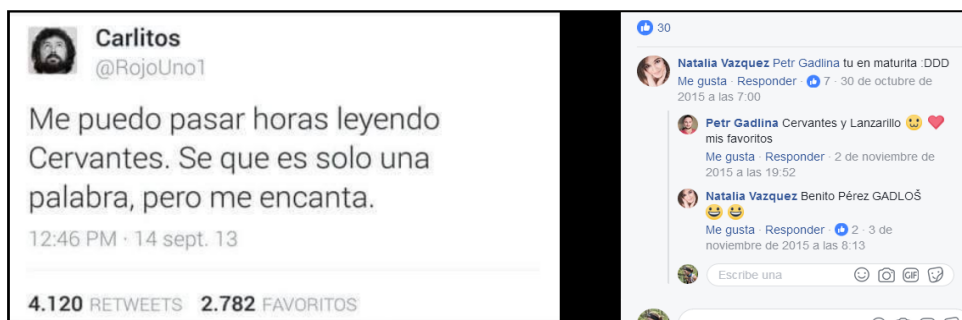 Carlitos
@RojoUno1
Me puedo pasar horas leyendo
Cervantes. Se que es solo una
palabra, pero me encanta.
12:46 PM · 14 sept. 13
4.120 RETWEETS 2.782 FAVORITOS
30
Natalia Vazquez Petr Gadlina tu en maturita :DDD
Me gusta · Responder · 7 · 30 de octubre de
2015 a las 7:00
Petr Gadlina Cervantes y Lanzarillo
mis favoritos
Me gusta · Responder · 2 de noviembre de
2015 a las 19:52
Natalia Vazquez Benito Pérez GADLOŠ
Me gusta · Responder · 2 · 3 de
noviembre de 2015 a las 8:13
Escribe una
GIF